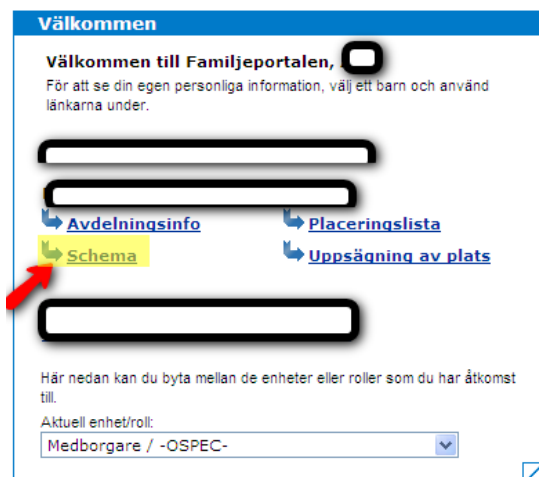 Välkommen
Välkommen till Familjeportalen,
För att se din egen personliga information, välj ett barn och använd
länkarna under.
Avdelningsinfo Placeringslista
Schema Uppsägning av plats
Här nedan kan du byta mellan de enheter eller roller som du har åtkomst
till.
Aktuell enhet/roll:
Medborgare / -OSPEC-